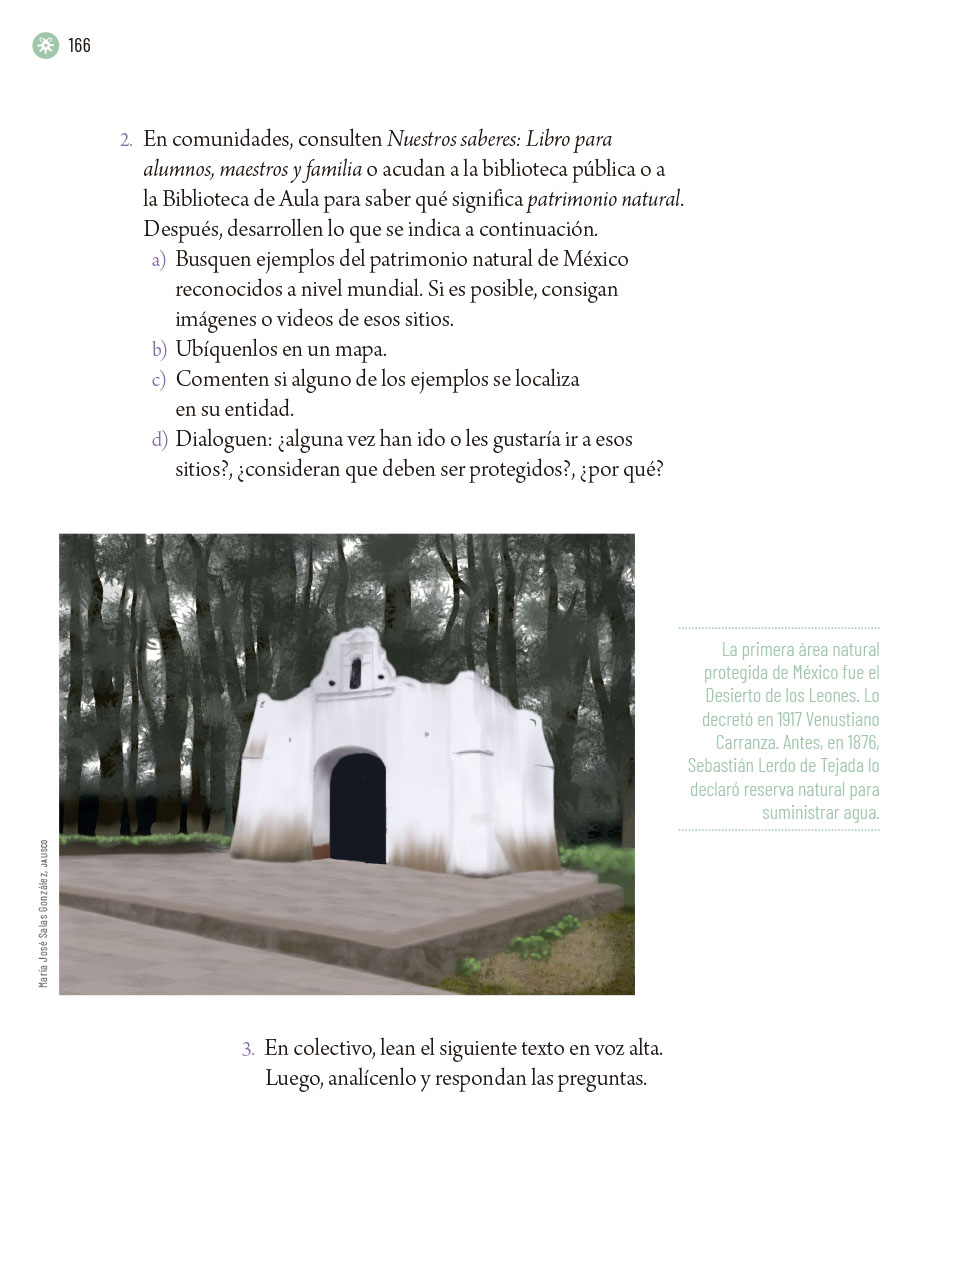 166
2. En comunidades, consulten Nuestros saberes: Libro para
alumnos, maestros y familia o acudan a la biblioteca pública o a
la Biblioteca de Aula para saber qué significa patrimonio natural.
Después, desarrollen lo que se indica a continuación.
a) Busquen ejemplos del patrimonio natural de México
reconocidos a nivel mundial. Si es posible, consigan
imágenes o videos de esos sitios.
b) Ubíquenlos en un mapa.
c) Comenten si alguno de los ejemplos se localiza
en su entidad.
d) Dialoguen: ¿alguna vez han ido o les gustaría ir a esos
sitios?, ¿consideran que deben ser protegidos?, ¿por qué?
La primera área natural
protegida de México fue el
Desierto de los Leones. Lo
decretó en 1917 Venustiano
Carranza. Antes, en 1876,
Sebastián Lerdo de Tejada lo
declaró reserva natural para
suministrar agua.
María José Salas González, JALISCO
3. En colectivo, lean el siguiente texto en voz alta.
Luego, analícenlo y respondan las preguntas.